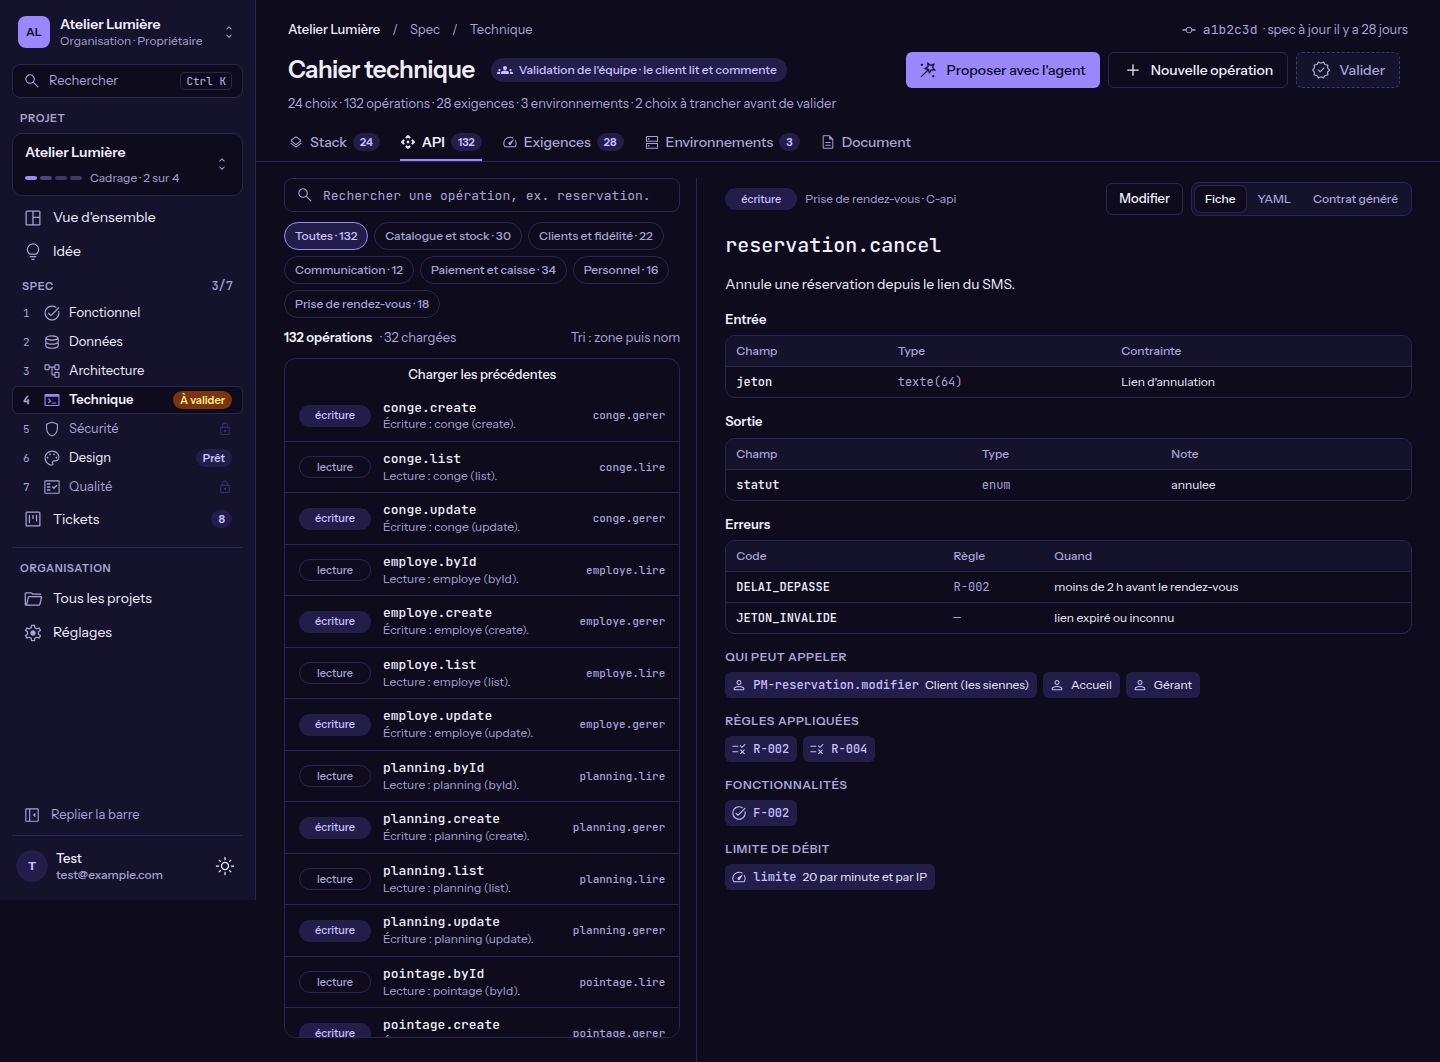 AL
Atelier Lumière
Organisation · Propriétaire
Rechercher
Ctrl K
PROJET
Atelier Lumière
Cadrage · 2 sur 4
Vue d'ensemble
Idée
SPEC 3/7
1 Fonctionnel
2 Données
3 Architecture
4 Technique À valider
5 Sécurité
6 Design Prêt
7 Qualité
Tickets 8
ORGANISATION
Tous les projets
Réglages
Replier la barre
T
Test
test@example.com
Atelier Lumière / Spec / Technique
a1b2c3d · spec à jour il y a 28 jours
Cahier technique
Validation de l'équipe · le client lit et commente
Proposer avec l'agent
Nouvelle opération
Valider
24 choix · 132 opérations · 28 exigences · 3 environnements · 2 choix à trancher avant de valider
Stack 24
API 132
Exigences 28
Environnements 3
Document
Rechercher une opération, ex. reservation.
Toutes · 132
Catalogue et stock · 30
Clients et fidélité · 22
Communication · 12
Paiement et caisse · 34
Personnel · 16
Prise de rendez-vous · 18
132 opérations · 32 chargées
Tri : zone puis nom
Charger les précédentes
écriture conge.create conge.gerer
Écriture : conge (create).
lecture conge.list conge.lire
Lecture : conge (list).
écriture conge.update conge.gerer
Écriture : conge (update).
lecture employe.byId employe.lire
Lecture : employe (byId).
écriture employe.create employe.gerer
Écriture : employe (create).
lecture employe.list employe.lire
Lecture : employe (list).
écriture employe.update employe.gerer
Écriture : employe (update).
lecture planning.byId planning.lire
Lecture : planning (byId).
écriture planning.create planning.gerer
Écriture : planning (create).
lecture planning.list planning.lire
Lecture : planning (list).
écriture planning.update planning.gerer
Écriture : planning (update).
lecture pointage.byId pointage.lire
Lecture : pointage (byId).
écriture pointage.create pointage.gerer
écriture
Prise de rendez-vous · C-api
Modifier
Fiche
YAML
Contrat généré
reservation.cancel
Annule une réservation depuis le lien du SMS.
Entrée
Champ Type Contrainte
jeton texte(64) Lien d'annulation
Sortie
Champ Type Note
statut enum annulee
Erreurs
Code Règle Quand
DELAI_DEPASSE R-002 moins de 2 h avant le rendez-vous
JETON_INVALIDE — lien expiré ou inconnu
QUI PEUT APPELER
PM-reservation.modifier Client (les siennes)
Accueil
Gérant
RÈGLES APPLIQUÉES
R-002
R-004
FONCTIONNALITÉS
F-002
LIMITE DE DÉBIT
limite 20 par minute et par IP